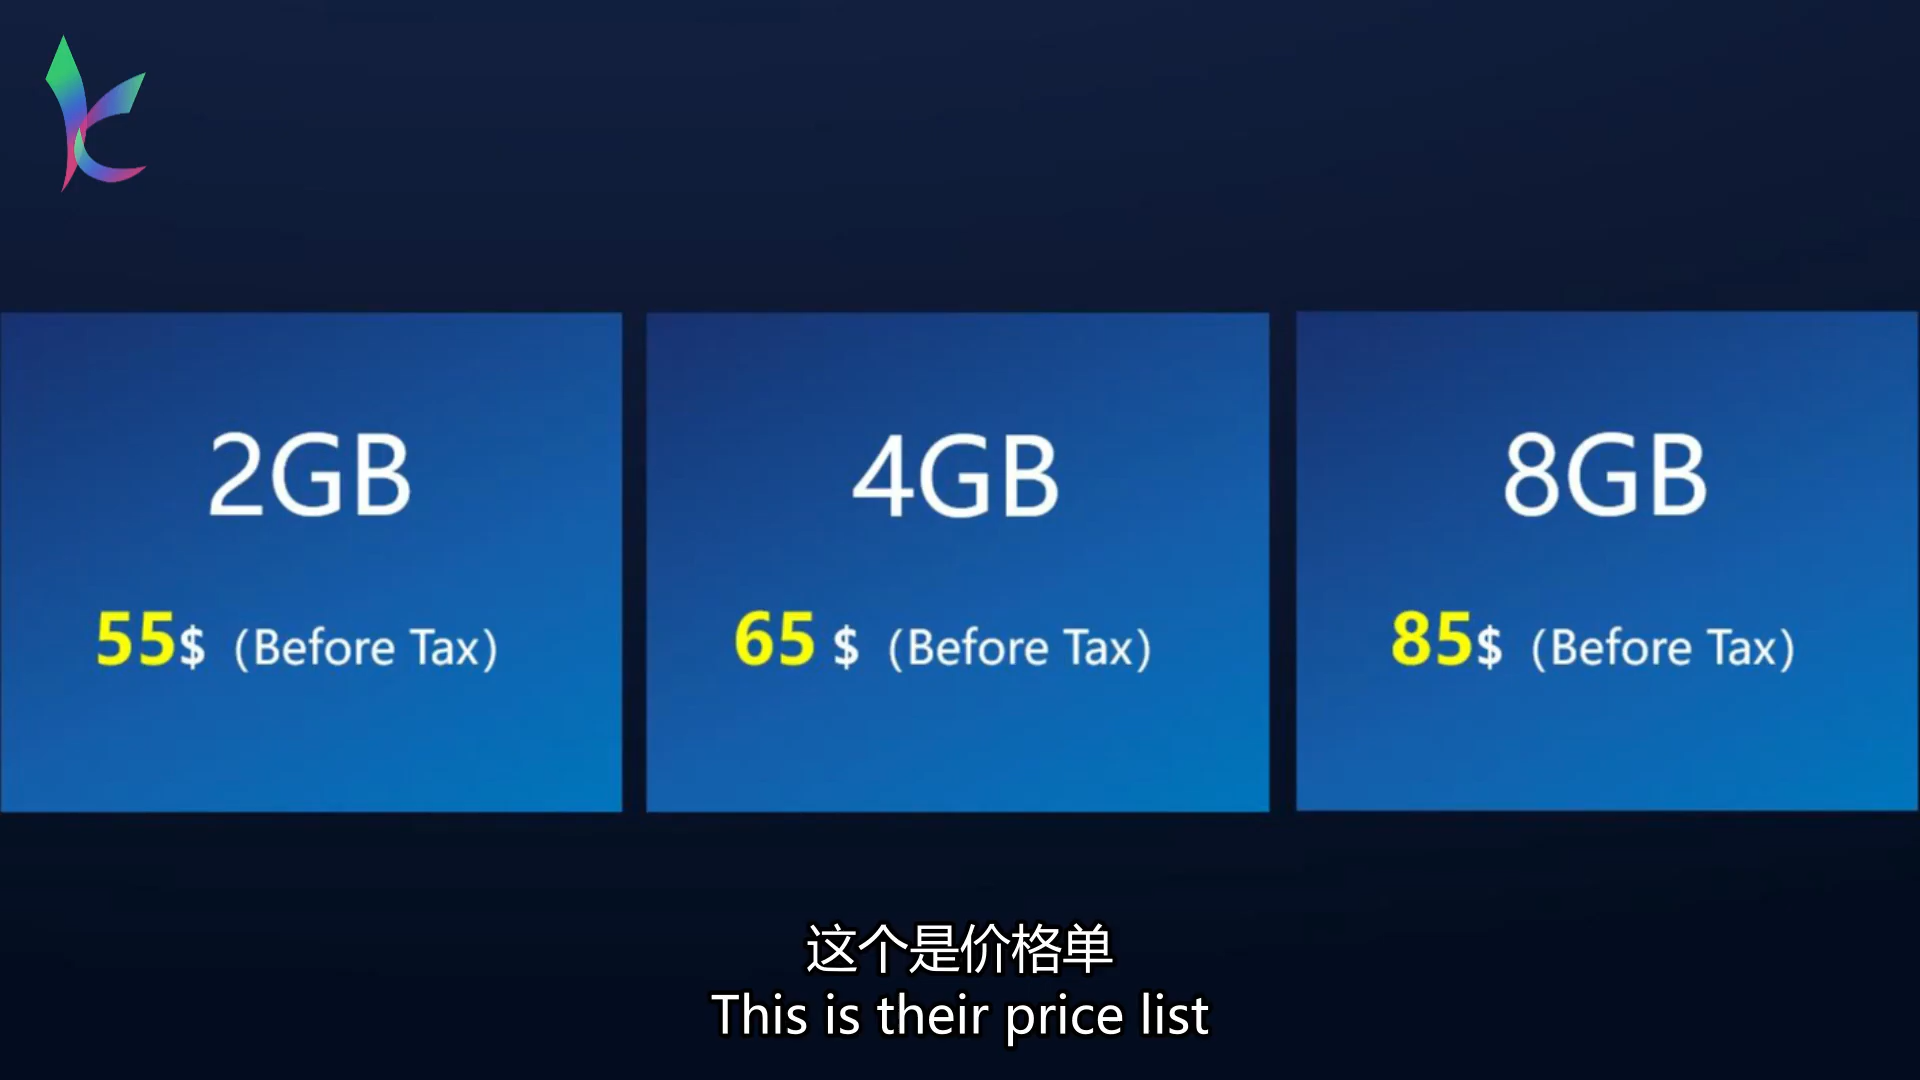 2GB
55$（Before Tax）
4GB
65 $（Before Tax）
8GB
85$（Before Tax）
这个是价格单
This is their price list